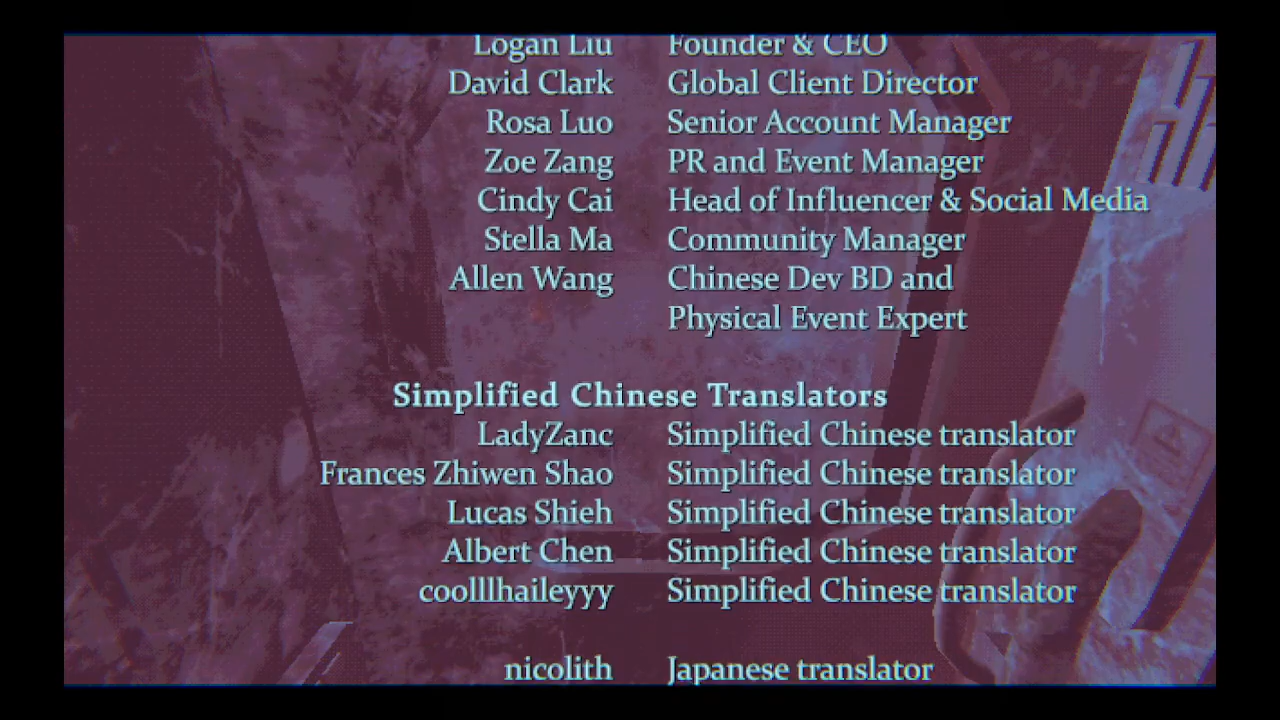 Logan Liu Founder & CEO
David Clark Global Client Director
Rosa Luo Senior Account Manager
Zoe Zang PR and Event Manager
Cindy Cai Head of Influencer & Social Media
Stella Ma Community Manager
Allen Wang Chinese Dev BD and
Physical Event Expert
Simplified Chinese Translators
LadyZanc Simplified Chinese translator
Frances Zhiwen Shao Simplified Chinese translator
Lucas Shieh Simplified Chinese translator
Albert Chen Simplified Chinese translator
coolllhaileyyy Simplified Chinese translator
nicolith Japanese translator